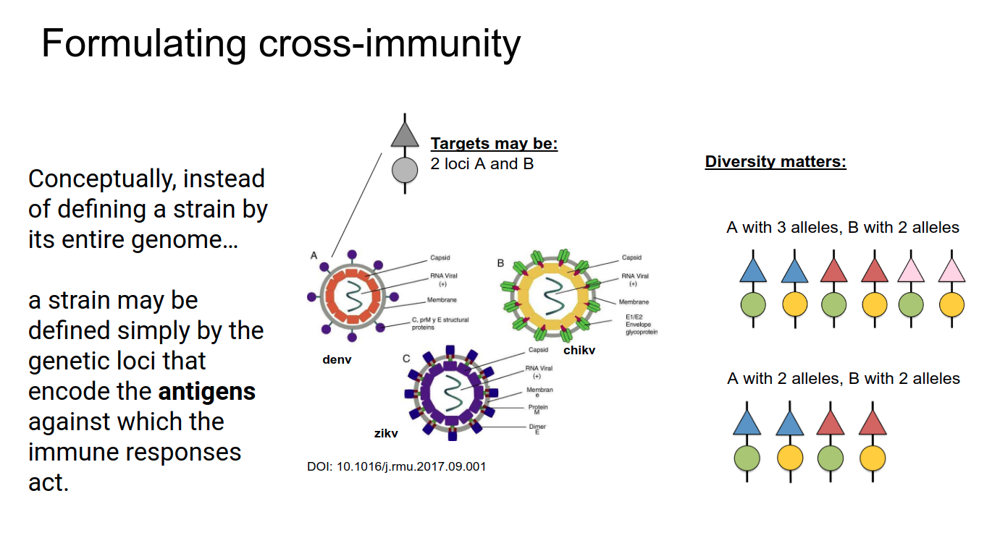 Formulating cross-immunity
Conceptually, instead
of defining a strain by
its entire genome…
a strain may be
defined simply by the
genetic loci that
encode the antigens
against which the
immune responses
act.
Targets may be:
2 loci A and B
A
Capsid
RNA Viral
(+)
Membrane
C, prM y E structural
proteins
denv
B
Capsid
RNA Viral
(+)
Membrane
E1/E2
Envelope
glycoprotein
chikv
C
Capsid
RNA Viral
(+)
Membran
e
Protein
M
Dimer
E
zikv
DOI: 10.1016/j.rmu.2017.09.001
Diversity matters:
A with 3 alleles, B with 2 alleles
A with 2 alleles, B with 2 alleles